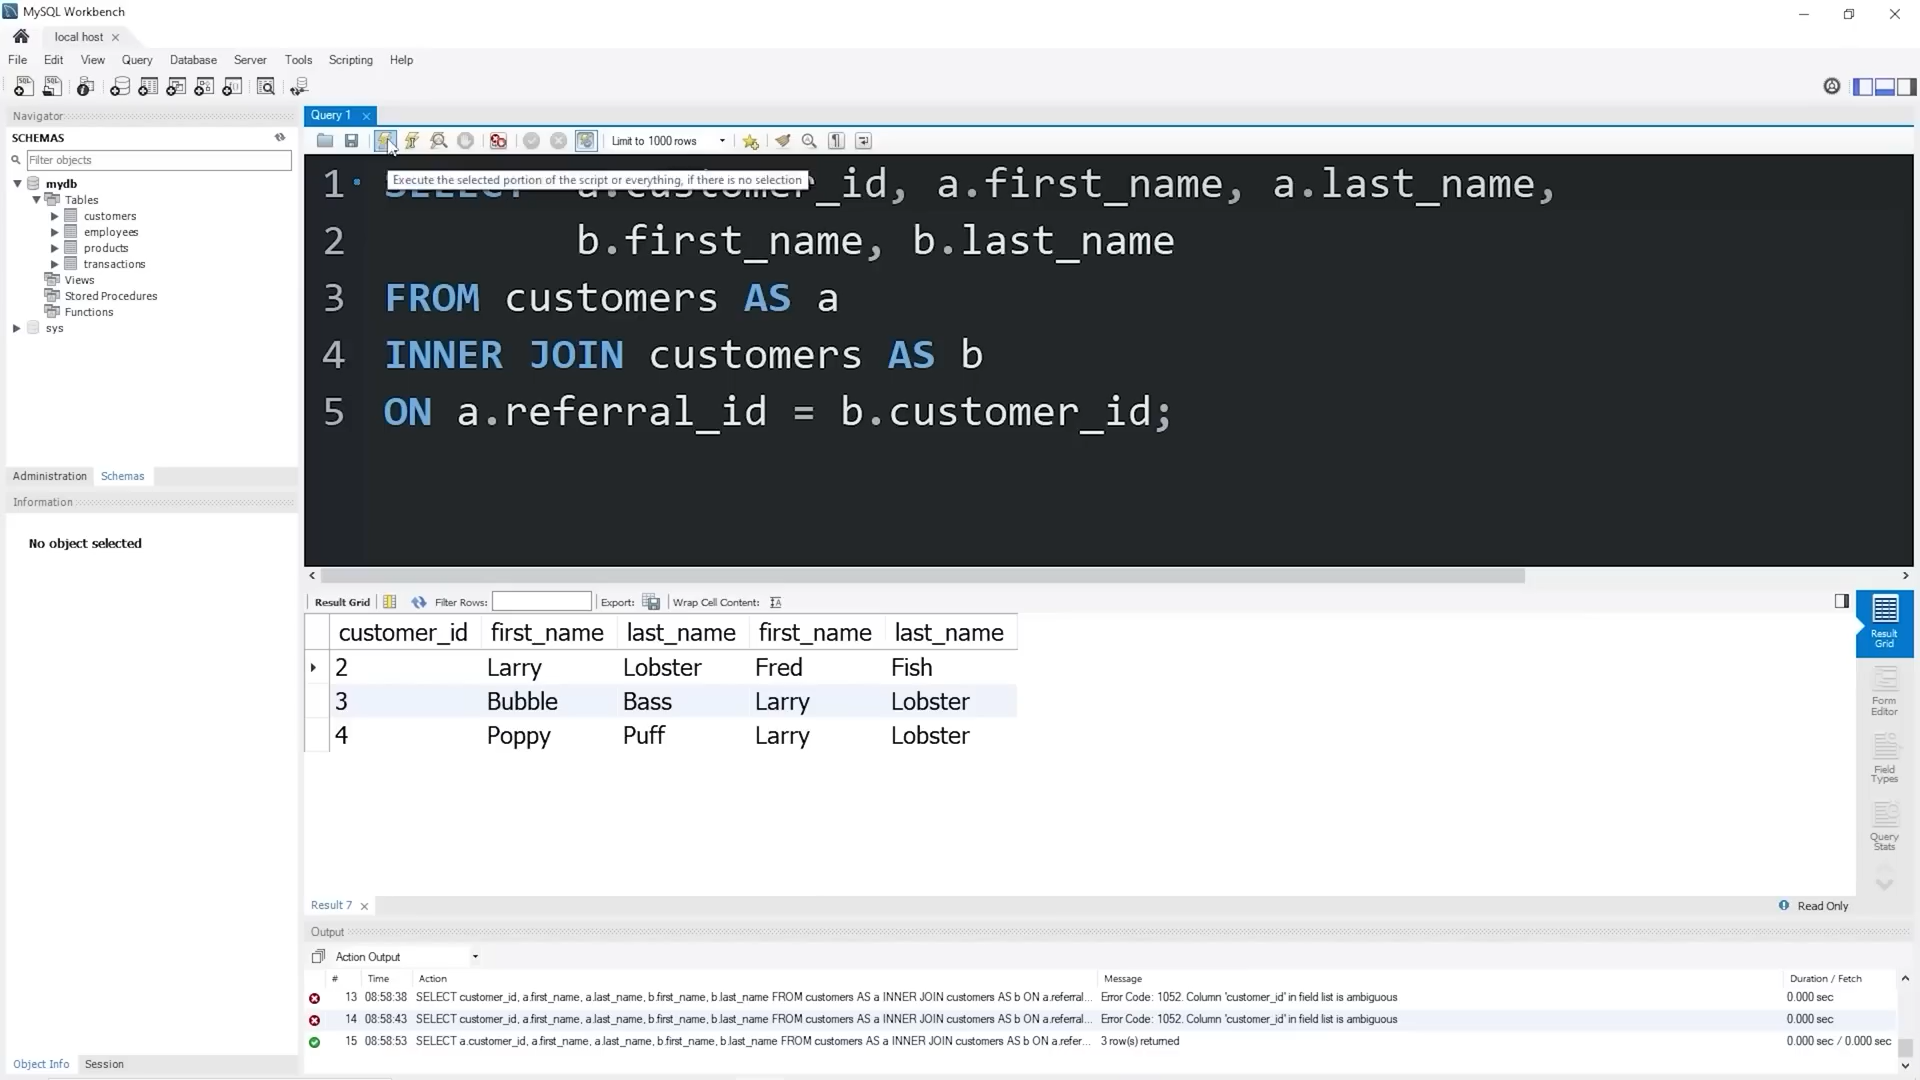 MySQL Workbench
local host
File Edit View Query Database Server Tools Scripting Help
Navigator
SCHEMAS
Filter objects
mydb
Tables
customers
employees
products
transactions
Views
Stored Procedures
Functions
sys
Administration Schemas
Information
No object selected
Object Info Session
Query 1
Limit to 1000 rows
Execute the selected portion of the script or everything, if there is no selection
1 SELECT a.customer_id, a.first_name, a.last_name,
2 b.first_name, b.last_name
3 FROM customers AS a
4 INNER JOIN customers AS b
5 ON a.referral_id = b.customer_id;
Result Grid Filter Rows: Export: Wrap Cell Content:
customer_id first_name last_name first_name last_name
2 Larry Lobster Fred Fish
3 Bubble Bass Larry Lobster
4 Poppy Puff Larry Lobster
Result
Grid
Form
Editor
Field
Types
Query
Stats
Result 7
Read Only
Output
Action Output
# Time Action Message Duration / Fetch
13 08:58:38 SELECT customer_id, a.first_name, a.last_name, b.first_name, b.last_name FROM customers AS a INNER JOIN customers AS b ON a.referral... Error Code: 1052. Column 'customer_id' in field list is ambiguous 0.000 sec
14 08:58:43 SELECT customer_id, a.first_name, a.last_name, b.first_name, b.last_name FROM customers AS a INNER JOIN customers AS b ON a.referral... Error Code: 1052. Column 'customer_id' in field list is ambiguous 0.000 sec
15 08:58:53 SELECT a.customer_id, a.first_name, a.last_name, b.first_name, b.last_name FROM customers AS a INNER JOIN customers AS b ON a.refer... 3 row(s) returned 0.000 sec / 0.000 sec